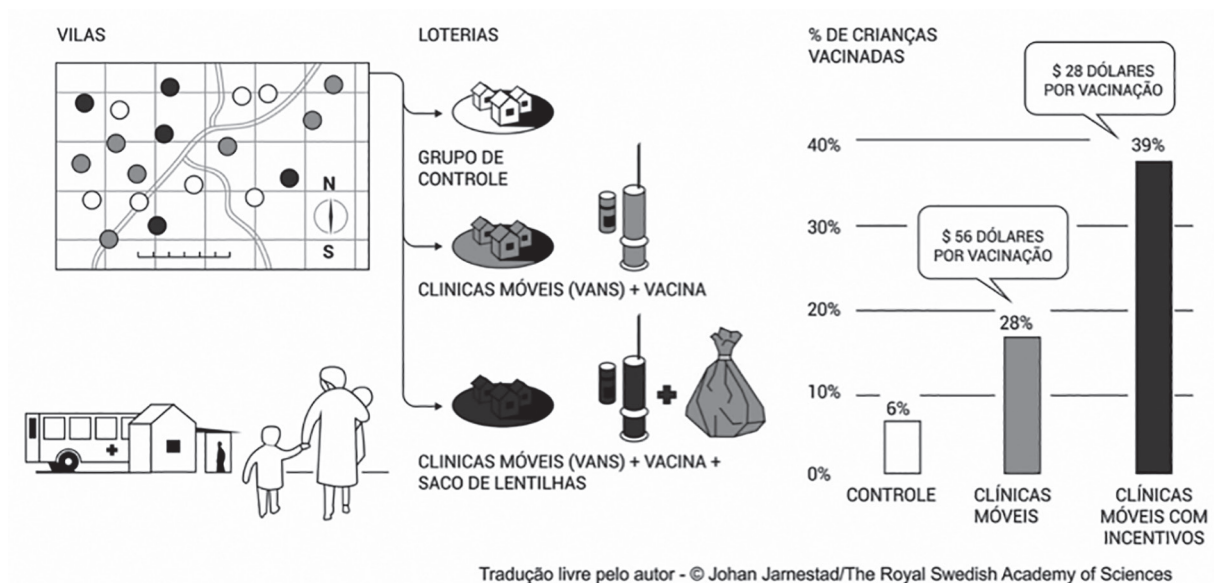 VILAS
N
S
LOTERIAS
GRUPO DE
CONTROLE
CLINICAS MÓVEIS (VANS) + VACINA
CLINICAS MÓVEIS (VANS) + VACINA +
SACO DE LENTILHAS
% DE CRIANÇAS
VACINADAS
$ 28 DÓLARES
POR VACINAÇÃO
40%
39%
30%
$ 56 DÓLARES
POR VACINAÇÃO
20%
28%
10%
6%
0%
CONTROLE
CLÍNICAS
MÓVEIS
CLÍNICAS
MÓVEIS COM
INCENTIVOS
Tradução livre pelo autor - © Johan Jarnestad/The Royal Swedish Academy of Sciences